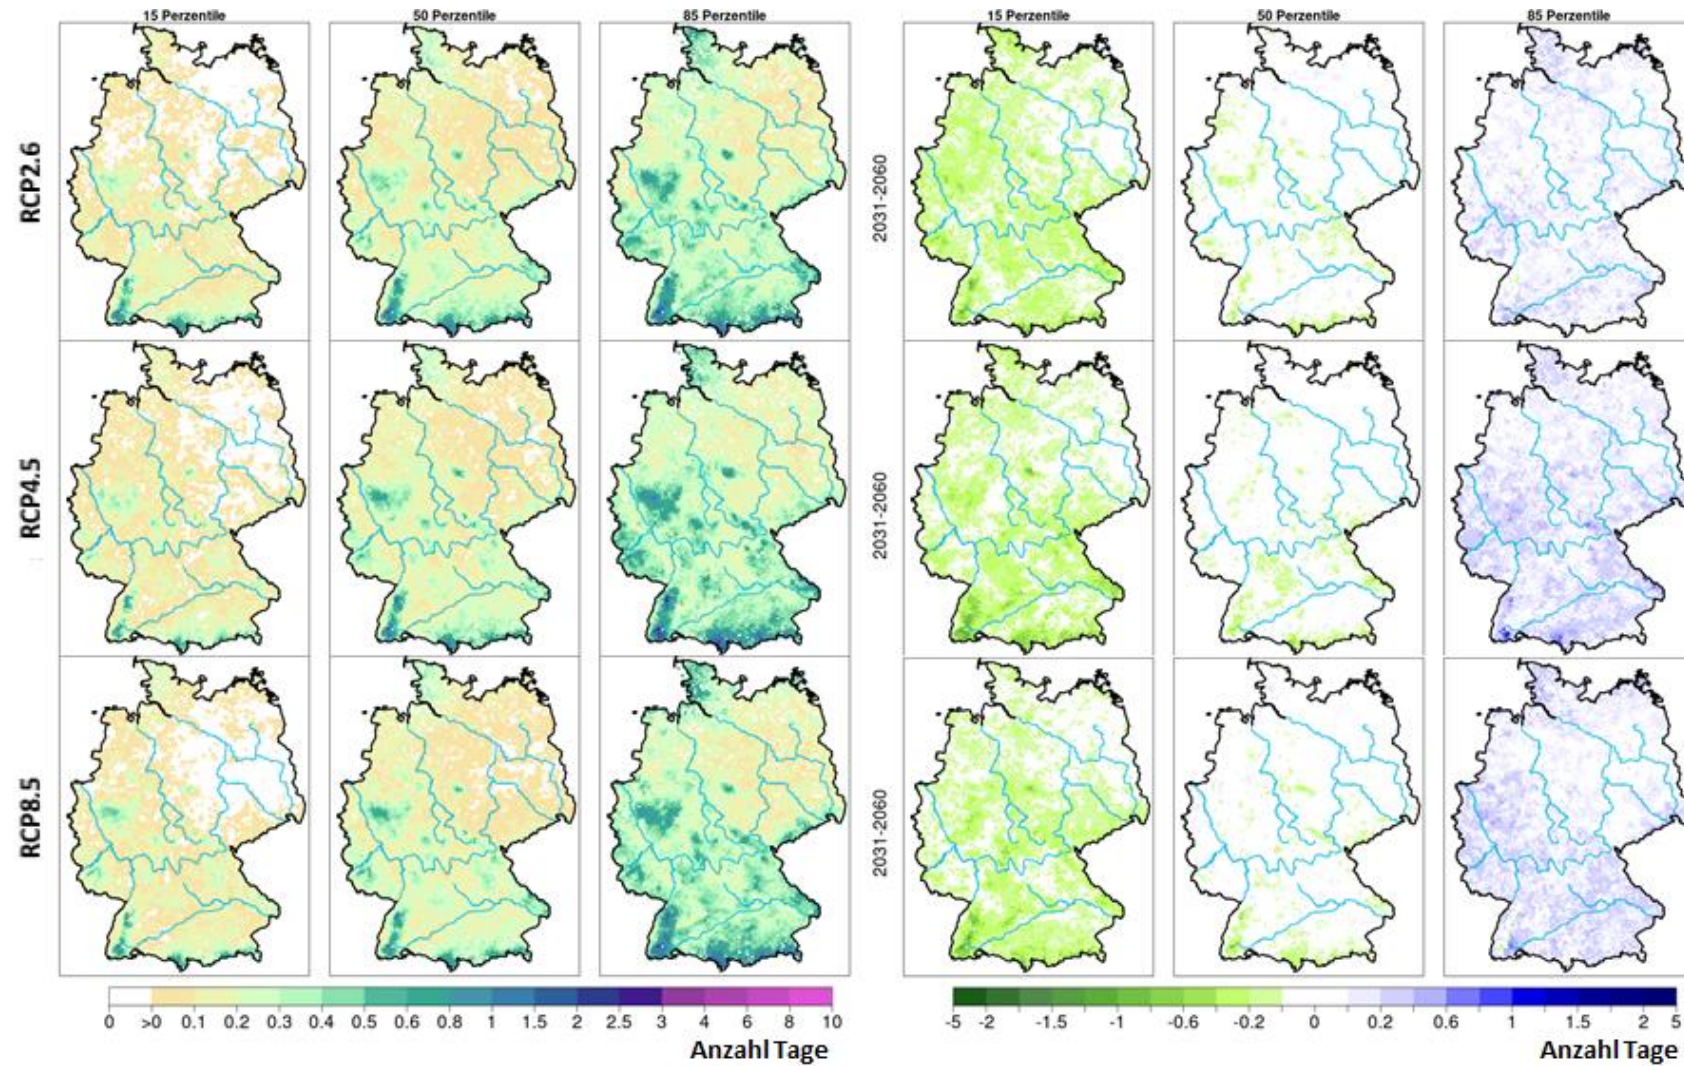 15 Perzentile
50 Perzentile
85 Perzentile
15 Perzentile
50 Perzentile
85 Perzentile
RCP2.6
2031-2060
RCP4.5
2031-2060
RCP8.5
2031-2060
0 >0 0.1 0.2 0.3 0.4 0.5 0.6 0.8 1 1.5 2 2.5 3 4 6 8 10
-5 -2 -1.5 -1 -0.6 -0.2 0 0.2 0.6 1 1.5 2 5
Anzahl Tage
Anzahl Tage